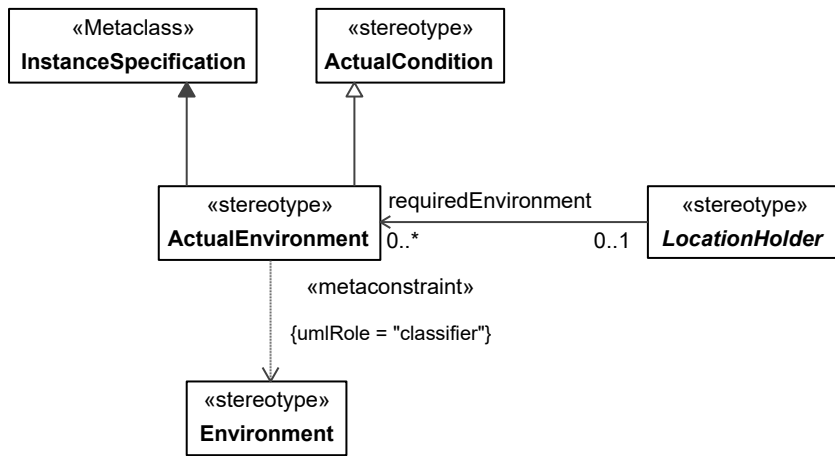 «Metaclass»
InstanceSpecification
«stereotype»
ActualCondition
«stereotype»
ActualEnvironment
requiredEnvironment
0..*
0..1
«stereotype»
LocationHolder
«metaconstraint»
{umlRole = "classifier"}
«stereotype»
Environment